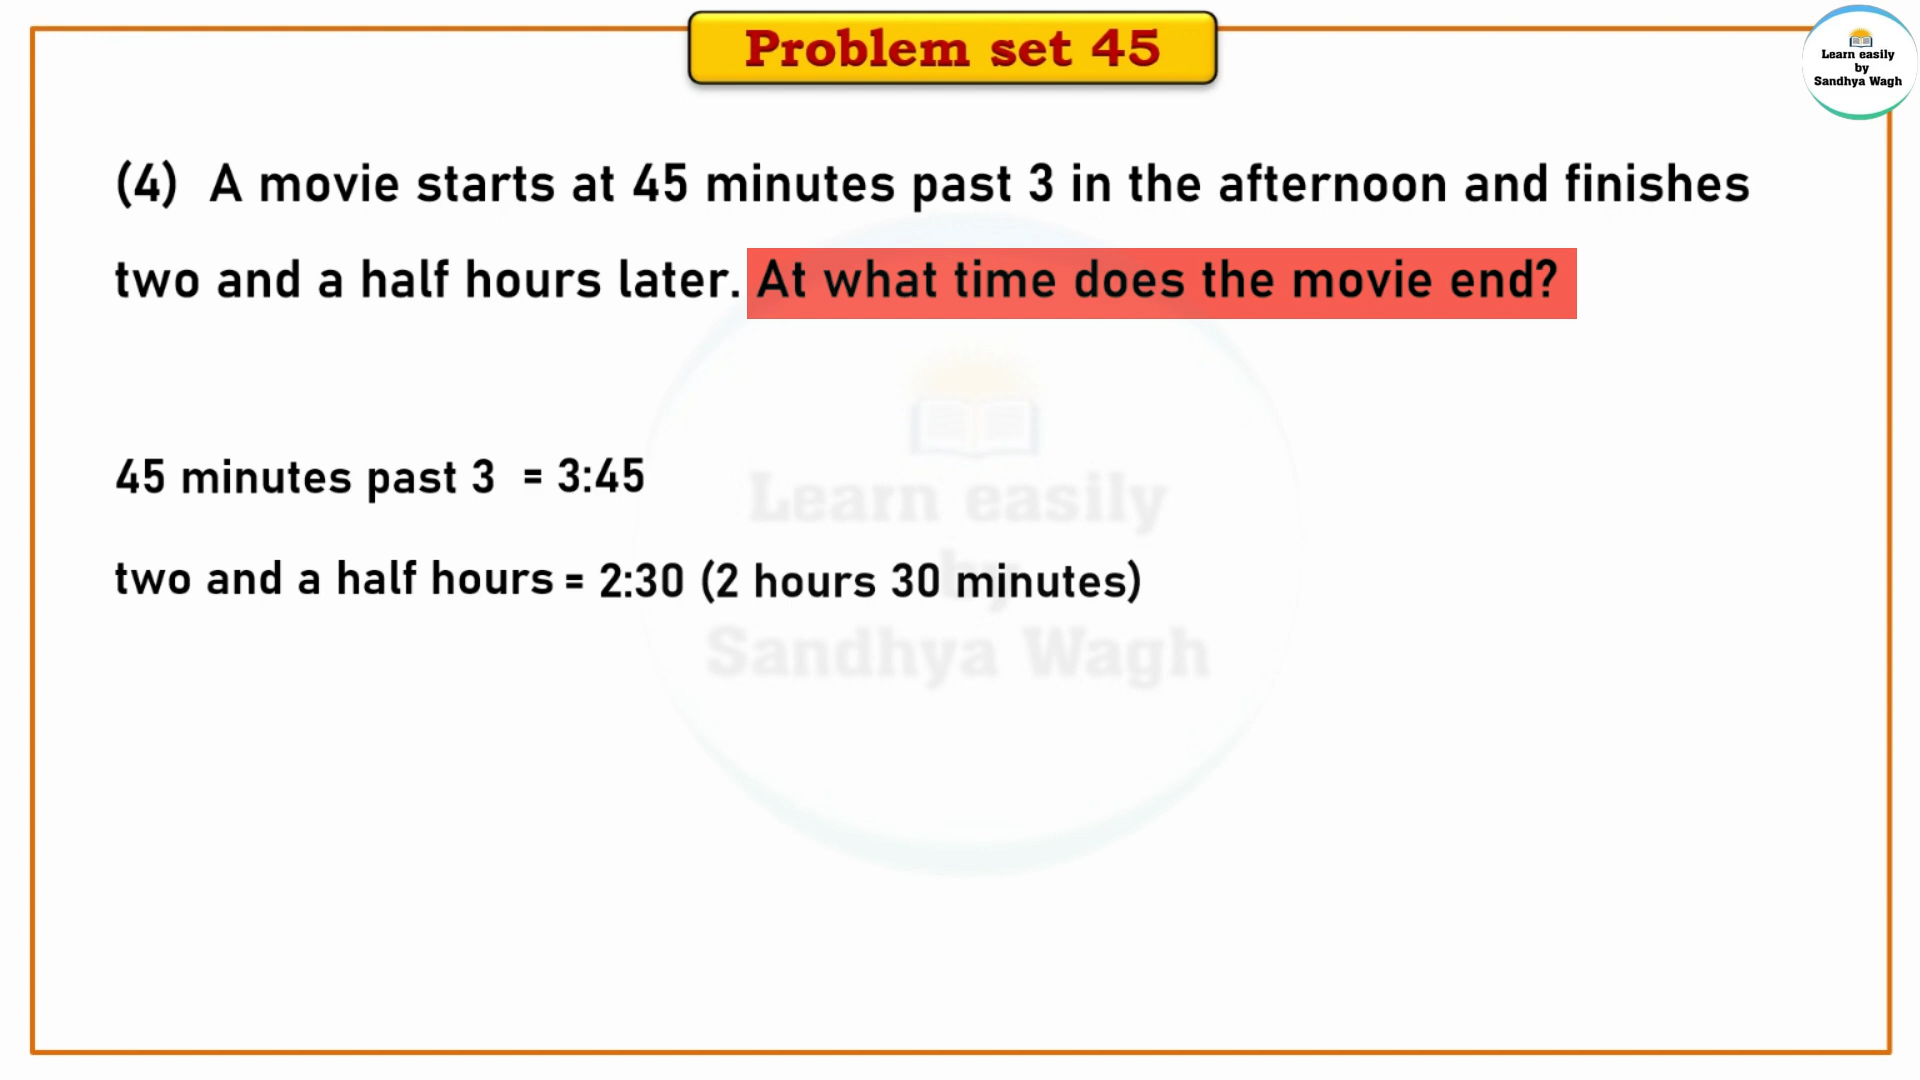 Problem set 45
Learn easily
by
Sandhya Wagh
(4) A movie starts at 45 minutes past 3 in the afternoon and finishes
two and a half hours later. At what time does the movie end?
45 minutes past 3 = 3:45
two and a half hours = 2:30 (2 hours 30 minutes)
Learn easily
by
Sandhya Wagh